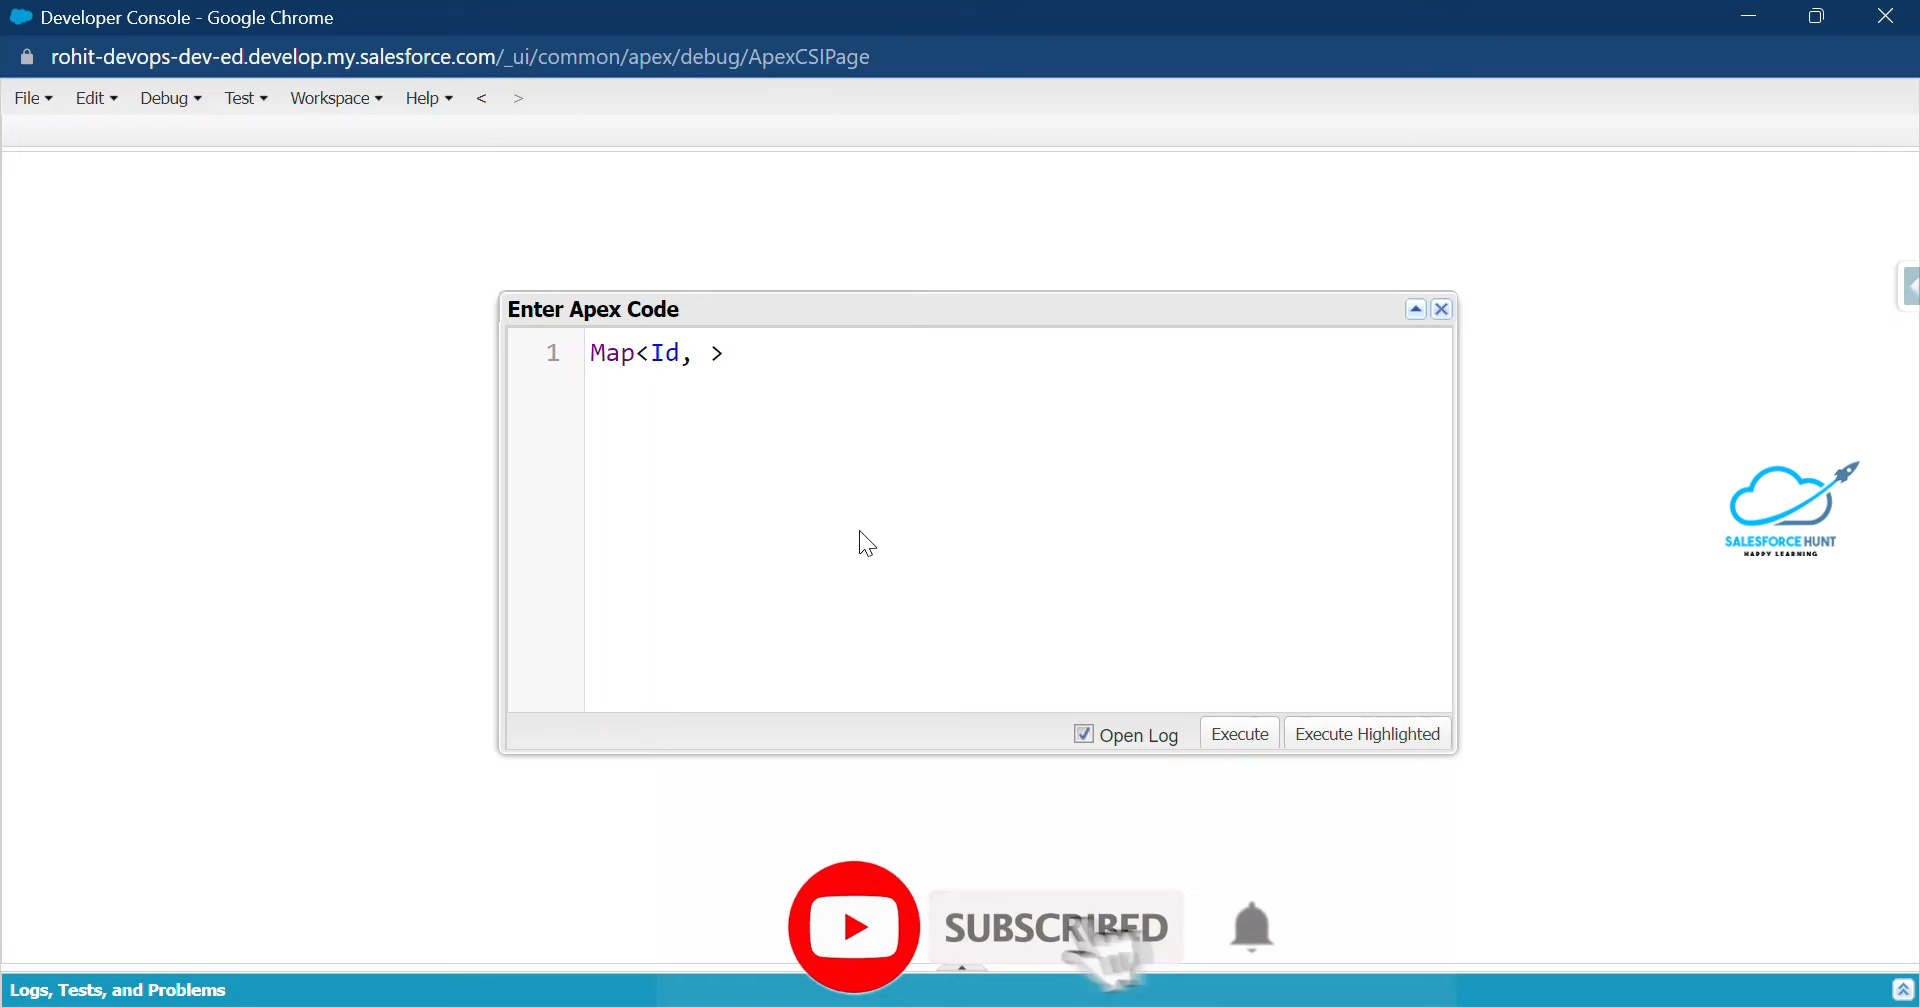 Developer Console - Google Chrome
rohit-devops-dev-ed.develop.my.salesforce.com/_ui/common/apex/debug/ApexCSIPage
File Edit Debug Test Workspace Help < >
Enter Apex Code
1 Map<Id, >
SALESFORCE HUNT
HAPPY LEARNING
Open Log Execute Execute Highlighted
SUBSCRIBED
Logs, Tests, and Problems